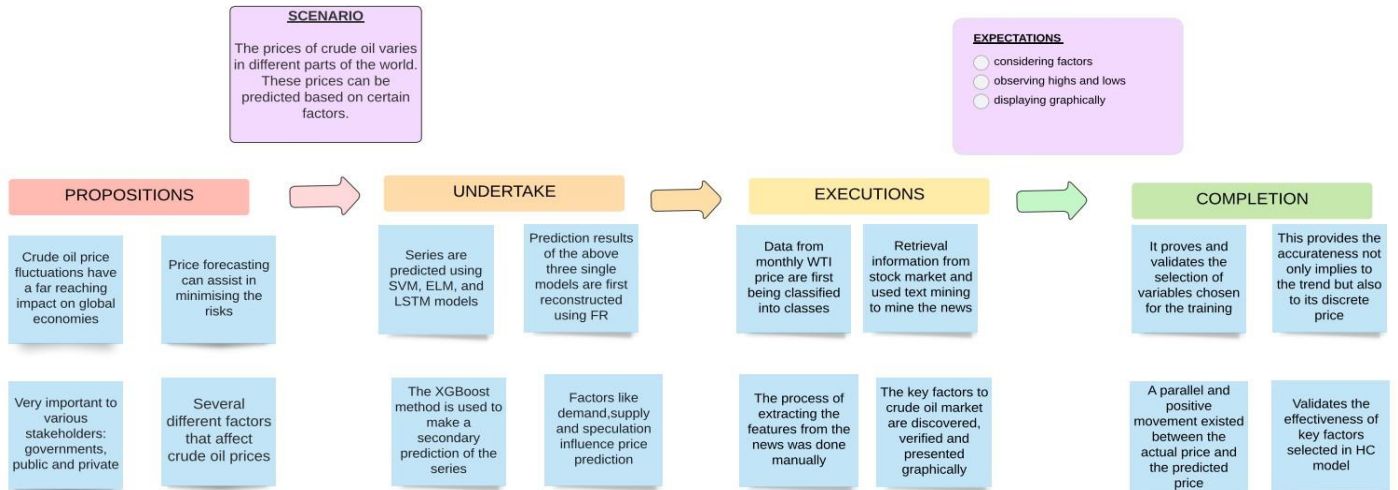 SCENARIO
The prices of crude oil varies
in different parts of the world.
These prices can be
predicted based on certain
factors.
EXPECTATIONS
considering factors
observing highs and lows
displaying graphically
PROPOSITIONS
UNDERTAKE
EXECUTIONS
COMPLETION
Crude oil price
fluctuations have
a far reaching
impact on global
economies
Price forecasting
can assist in
minimising the
risks
Very important to
various
stakeholders:
governments,
public and private
Several
different factors
that affect
crude oil prices
Series are
predicted using
SVM, ELM, and
LSTM models
Prediction results
of the above
three single
models are first
reconstructed
using FR
The XGBoost
method is used to
make a
secondary
prediction of the
series
Factors like
demand,supply
and speculation
influence price
prediction
Data from
monthly WTI
price are first
being classified
into classes
Retrieval
information from
stock market and
used text mining
to mine the news
The process of
extracting the
features from the
news was done
manually
The key factors to
crude oil market
are discovered,
verified and
presented
graphically
It proves and
validates the
selection of
variables chosen
for the training
This provides the
accurateness not
only implies to
the trend but also
to its discrete
price
A parallel and
positive
movement existed
between the
actual price and
the predicted
price
Validates the
effectiveness of
key factors
selected in HC
model